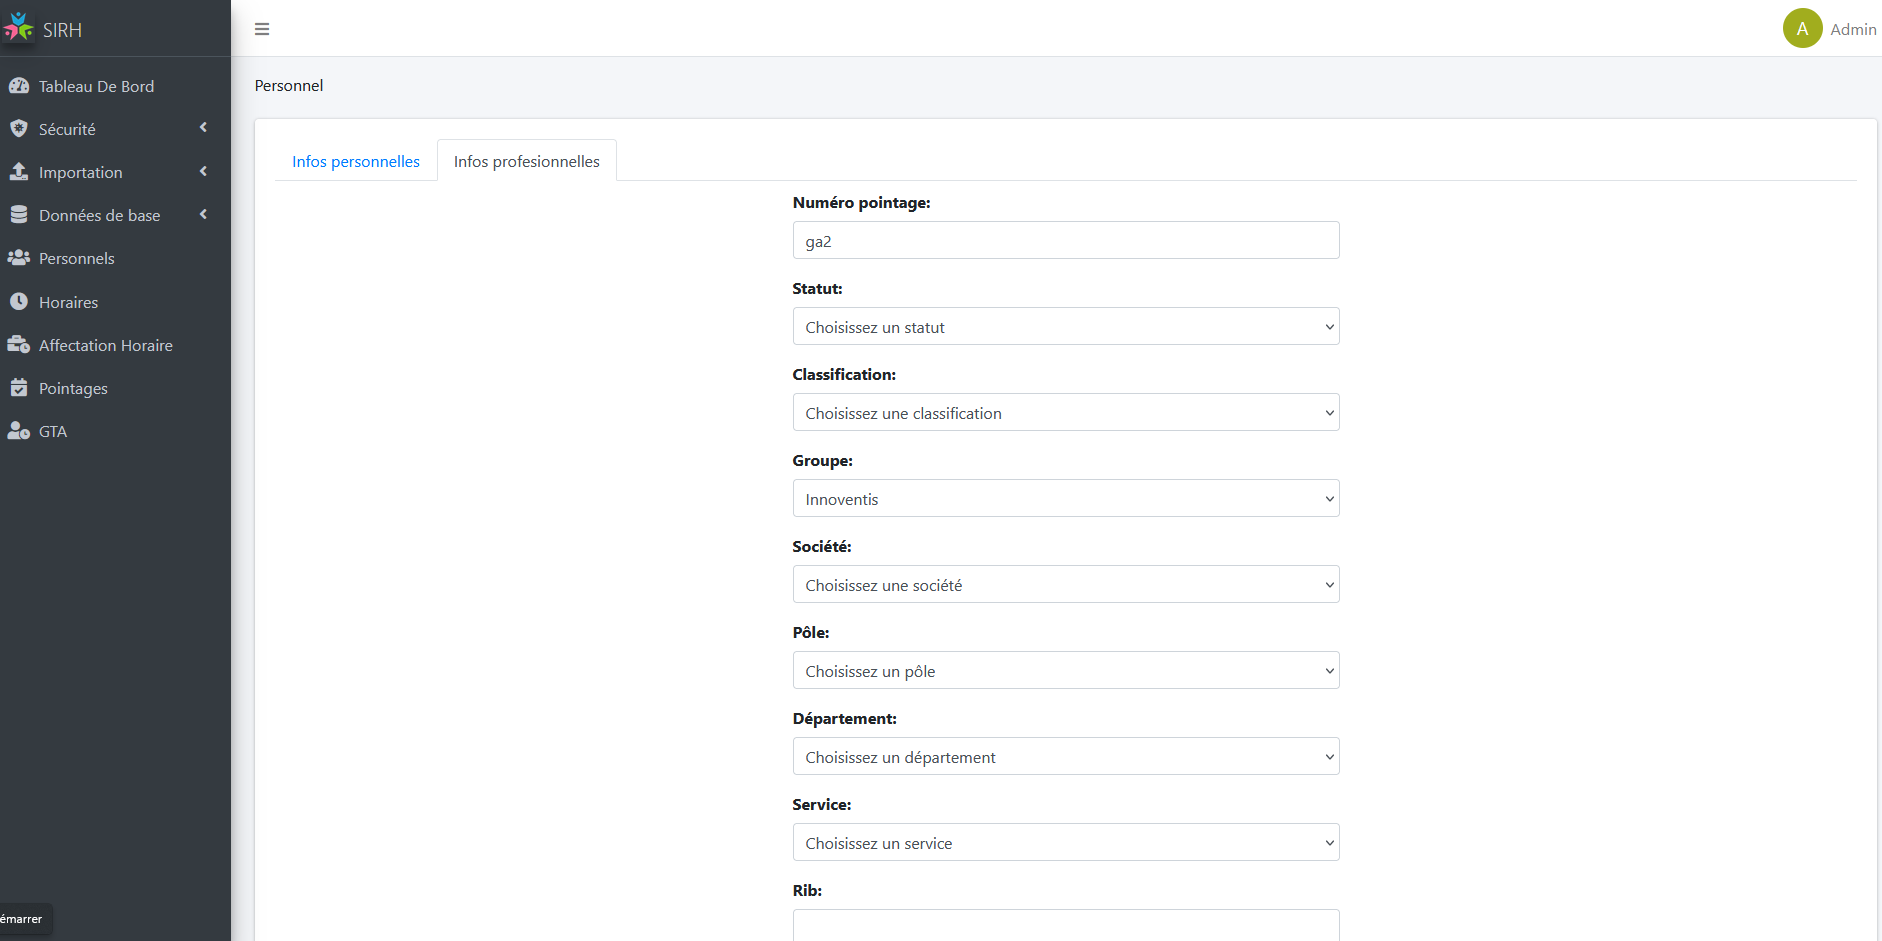 SIRH
A Admin
Tableau De Bord
Sécurité
Importation
Données de base
Personnels
Horaires
Affectation Horaire
Pointages
GTA
émarrer
Personnel
Infos personnelles
Infos profesionnelles
Numéro pointage:
ga2
Statut:
Choisissez un statut
Classification:
Choisissez une classification
Groupe:
Innoventis
Société:
Choisissez une société
Pôle:
Choisissez un pôle
Département:
Choisissez un département
Service:
Choisissez un service
Rib: